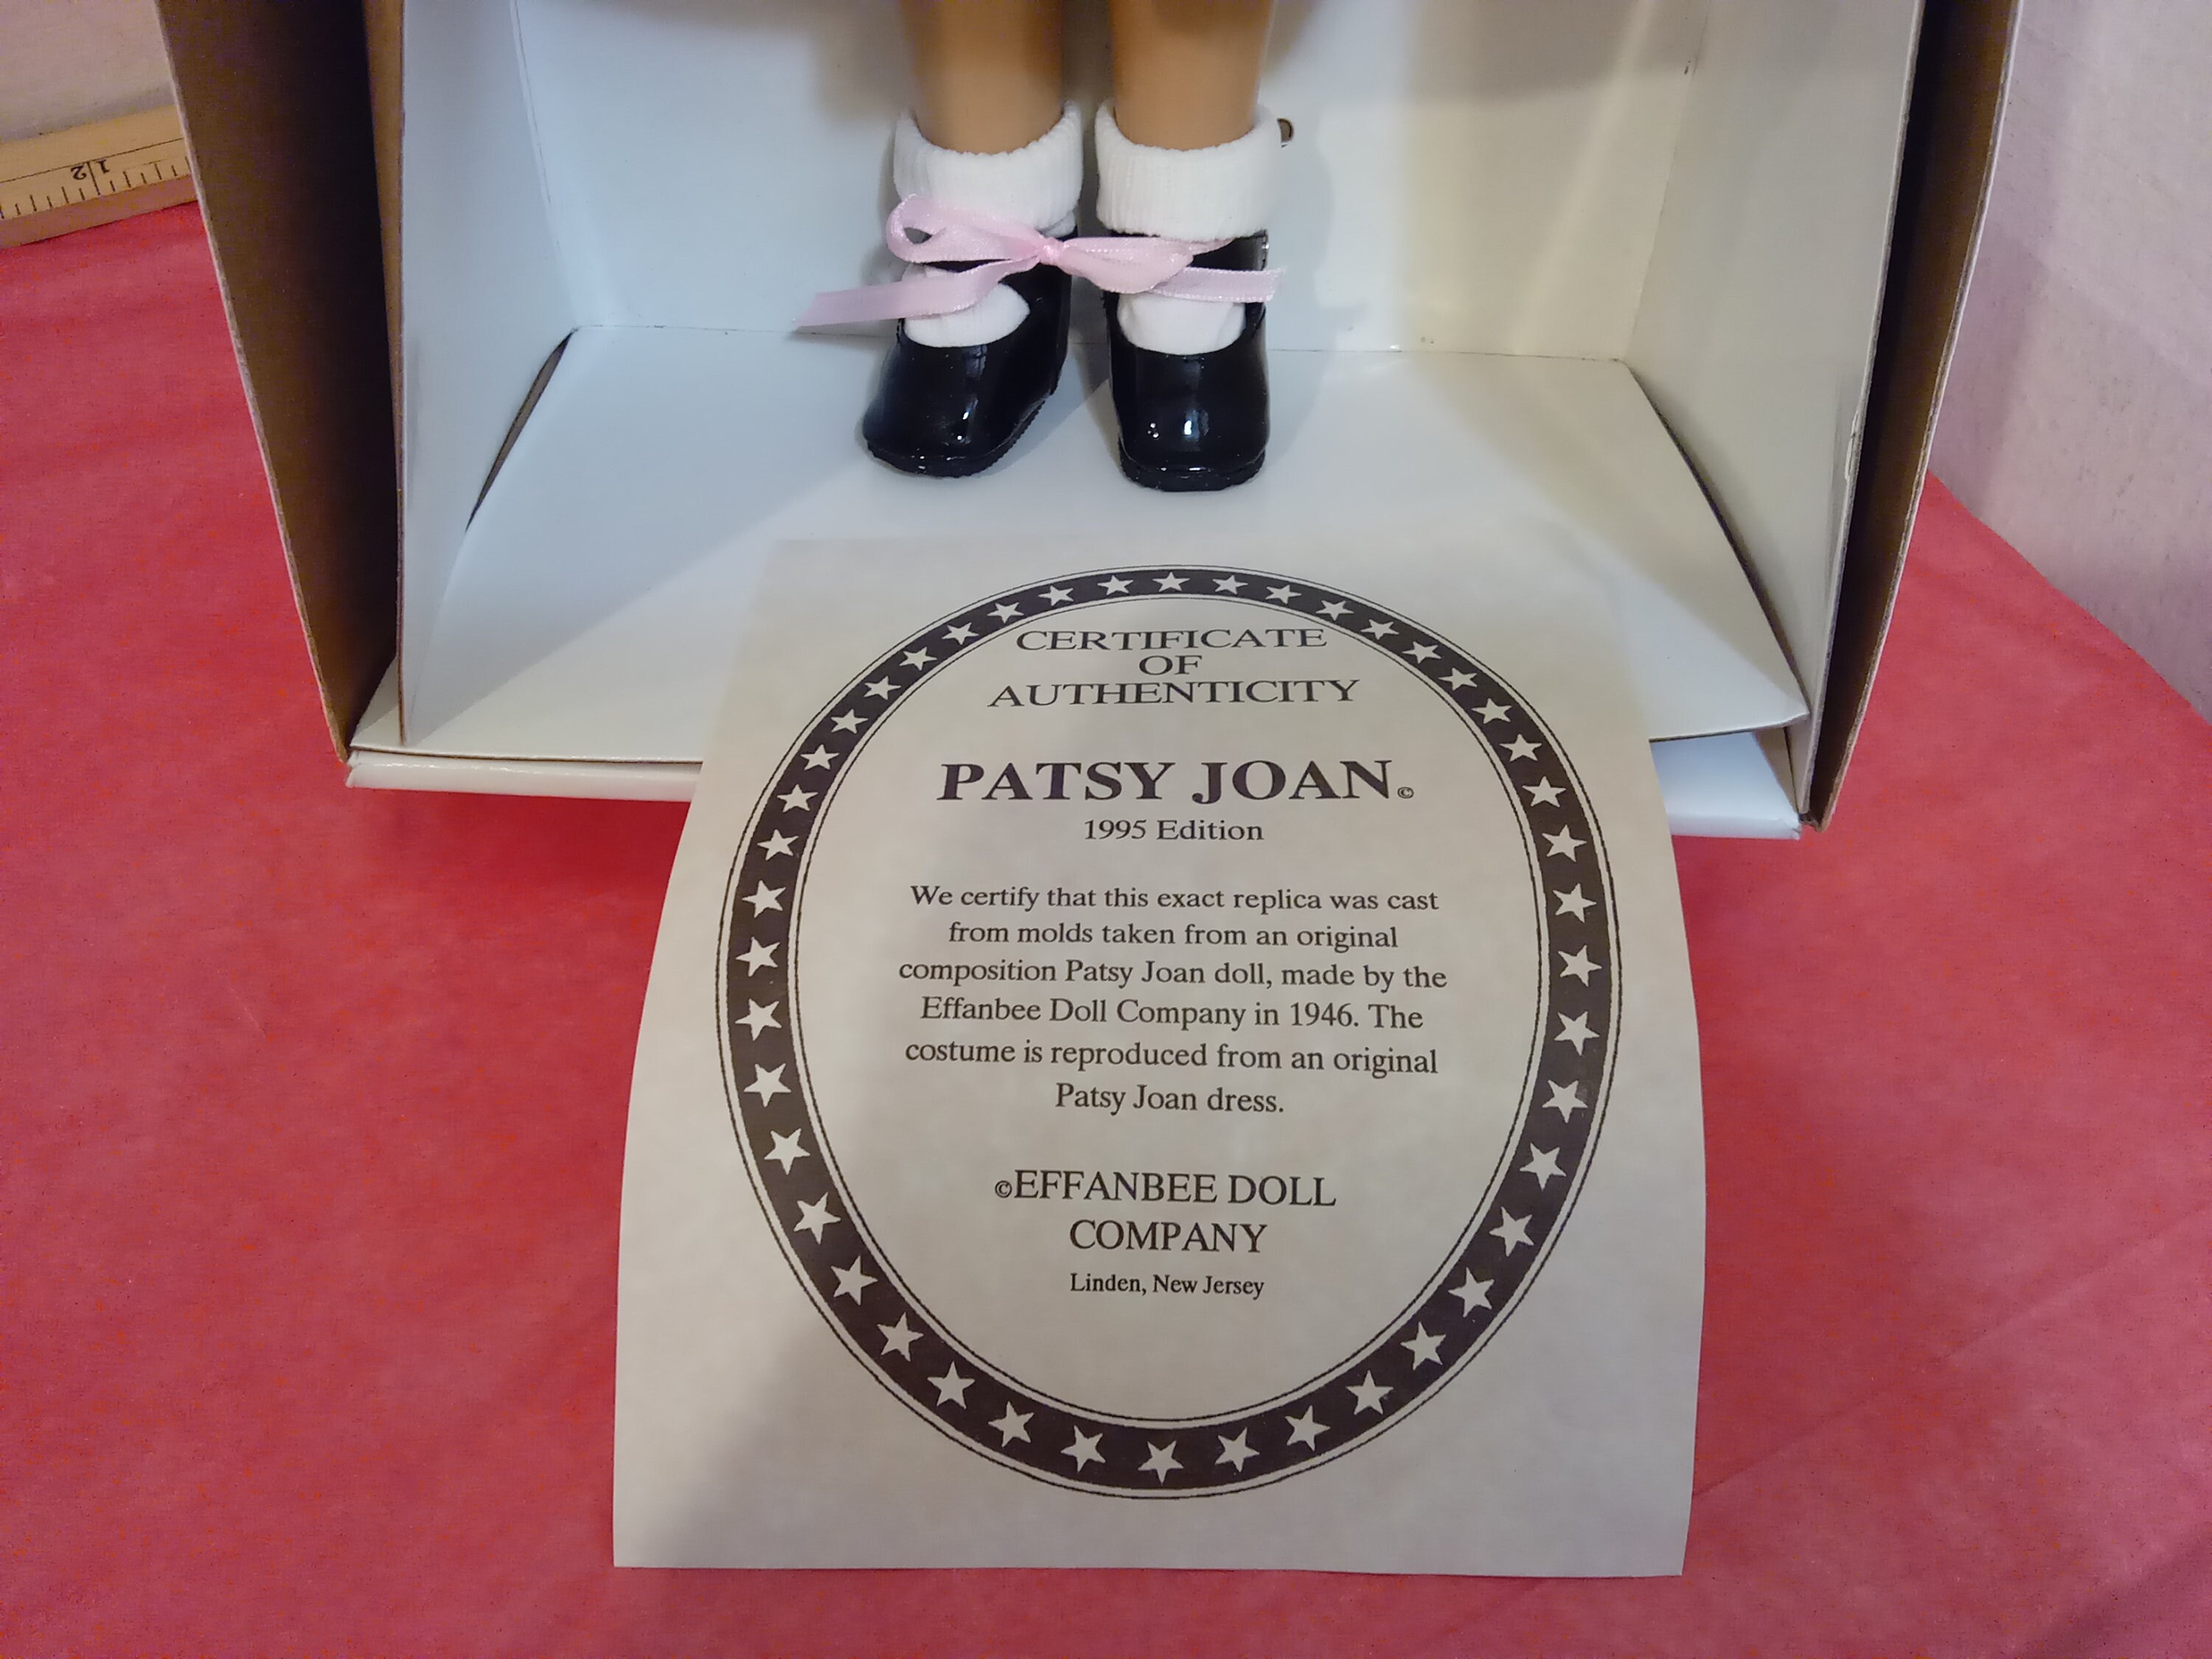 12
CERTIFICATE
OF
AUTHENTICITY
PATSY JOAN©
1995 Edition
We certify that this exact replica was cast
from molds taken from an original
composition Patsy Joan doll, made by the
Effanbee Doll Company in 1946. The
costume is reproduced from an original
Patsy Joan dress.
©EFFANBEE DOLL
COMPANY
Linden, New Jersey